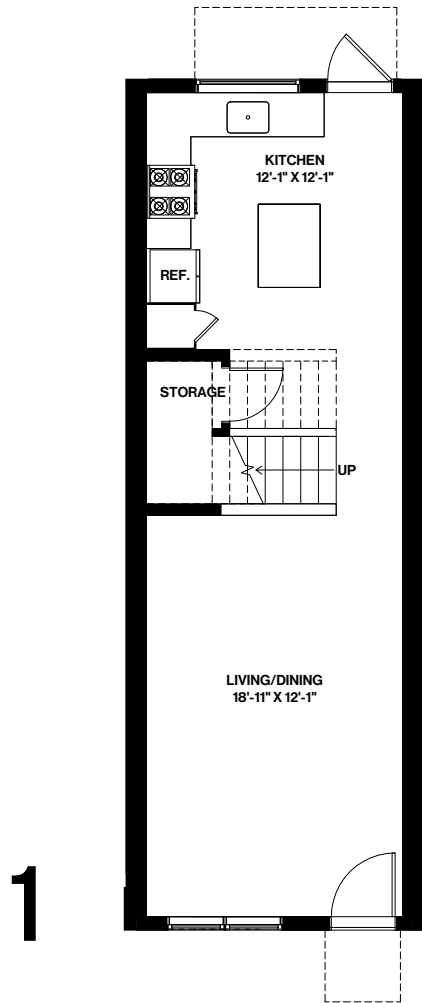 KITCHEN
12'-1" X 12'-1"
REF.
STORAGE
UP
LIVING/DINING
18'-11" X 12'-1"
1